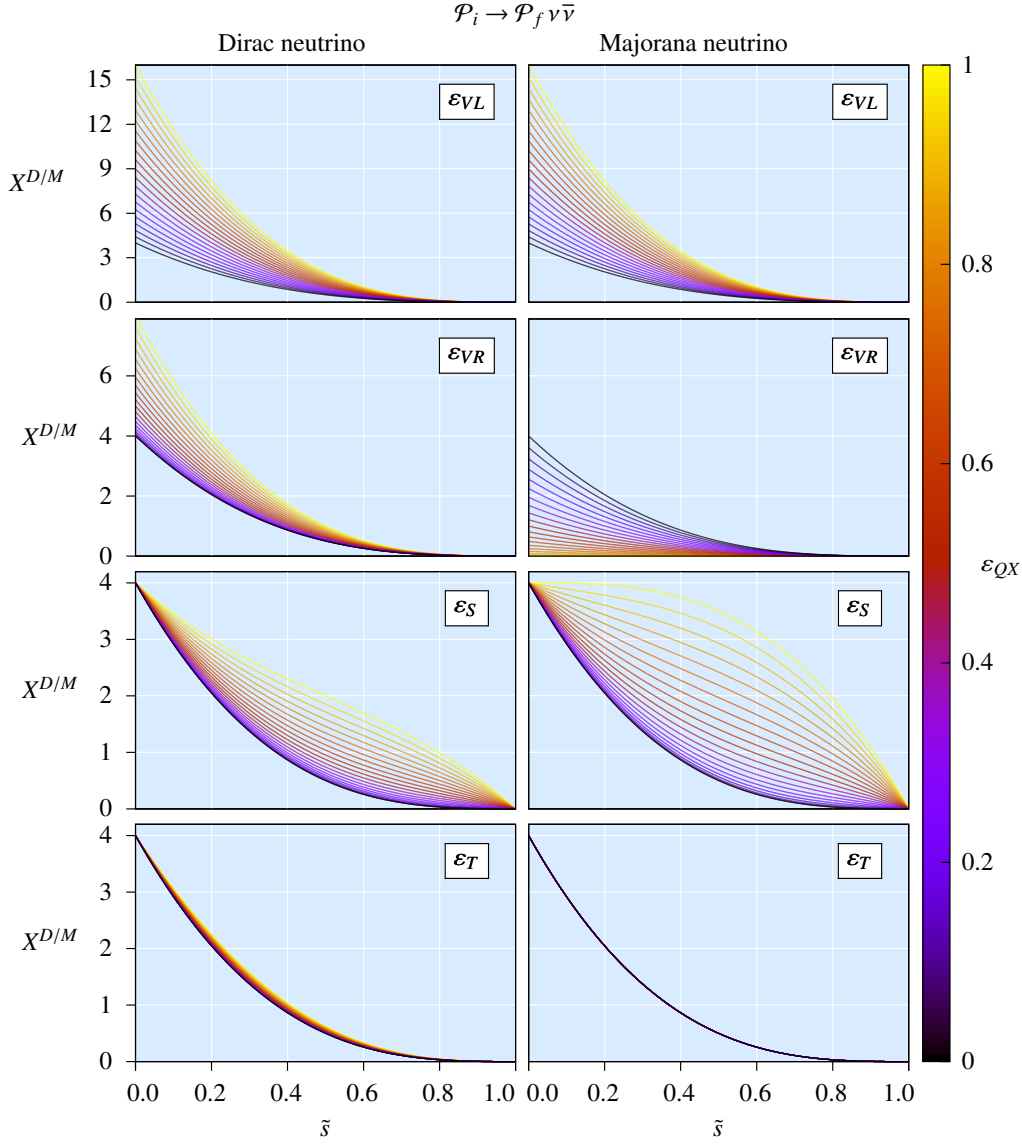 𝒫ᵢ → 𝒫_f ν ν̄
Dirac neutrino
Majorana neutrino
15
12
9
6
3
0
X^{D/M}
ε_{VL}
ε_{VL}
6
4
2
0
X^{D/M}
ε_{VR}
ε_{VR}
4
3
2
1
0
X^{D/M}
ε_S
ε_S
4
3
2
1
0
X^{D/M}
ε_T
ε_T
0.0 0.2 0.4 0.6 0.8 1.0
s̃
0.0 0.2 0.4 0.6 0.8 1.0
s̃
1
0.8
0.6
0.4
0.2
0
ε_{QX}